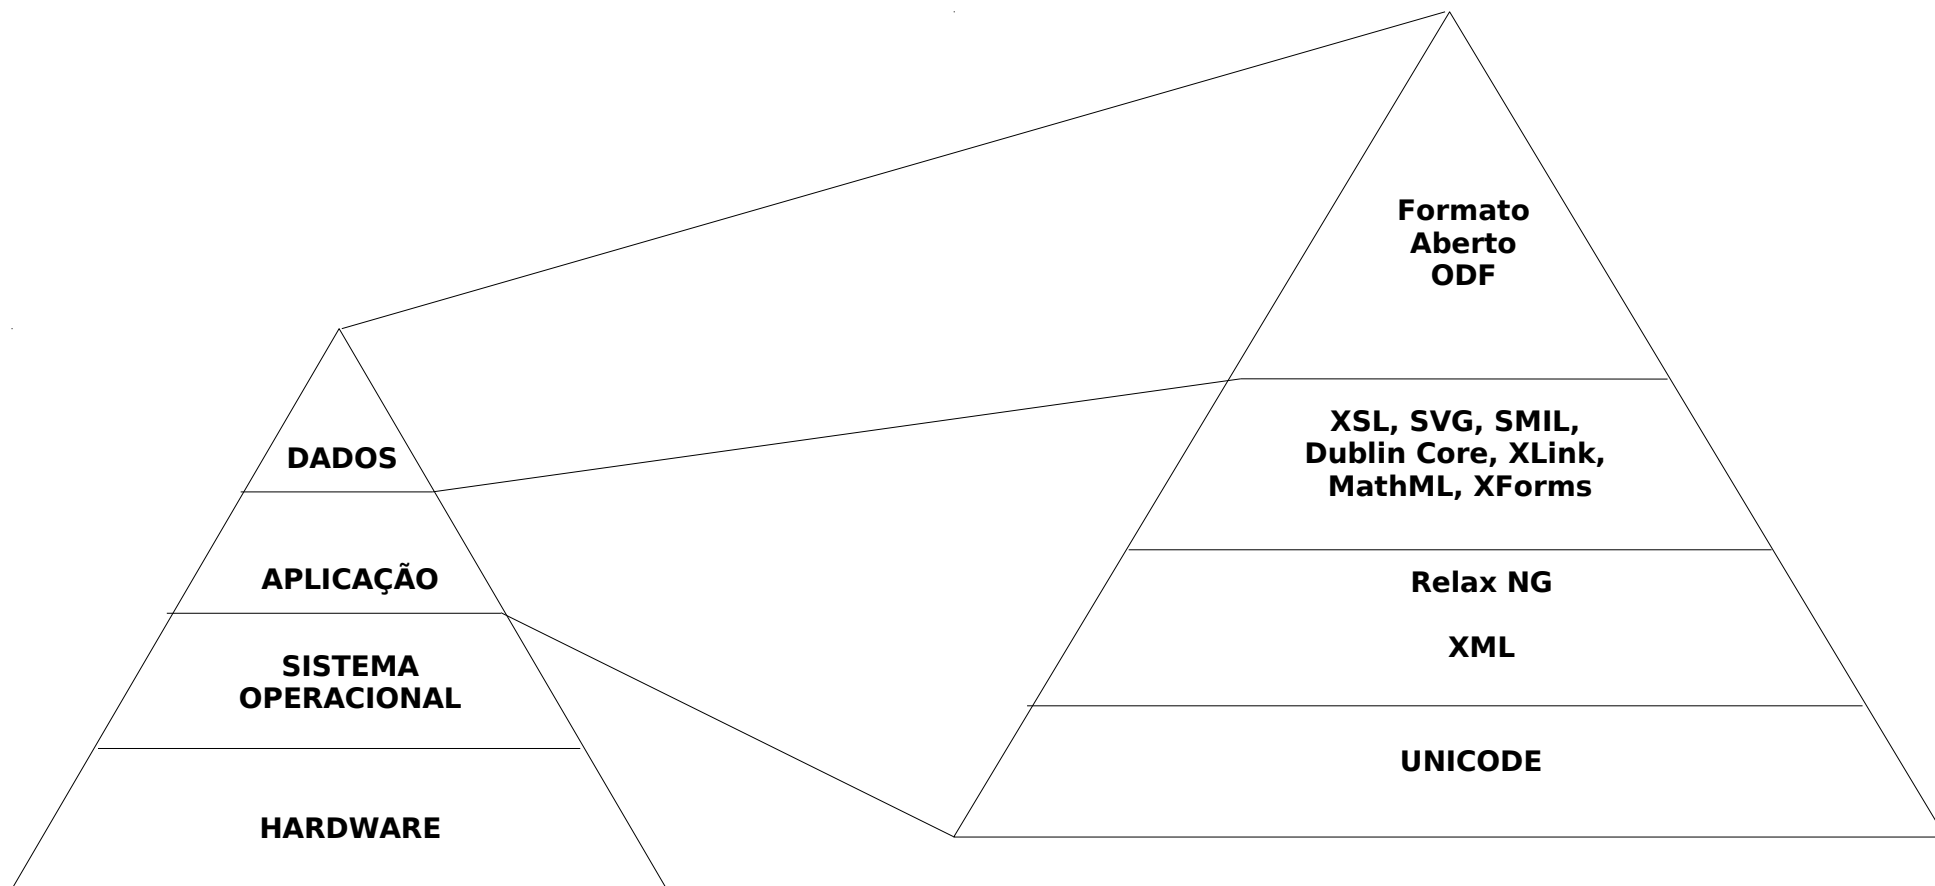 DADOS
APLICAÇÃO
SISTEMA
OPERACIONAL
HARDWARE
Formato
Aberto
ODF
XSL, SVG, SMIL,
Dublin Core, XLink,
MathML, XForms
Relax NG
XML
UNICODE